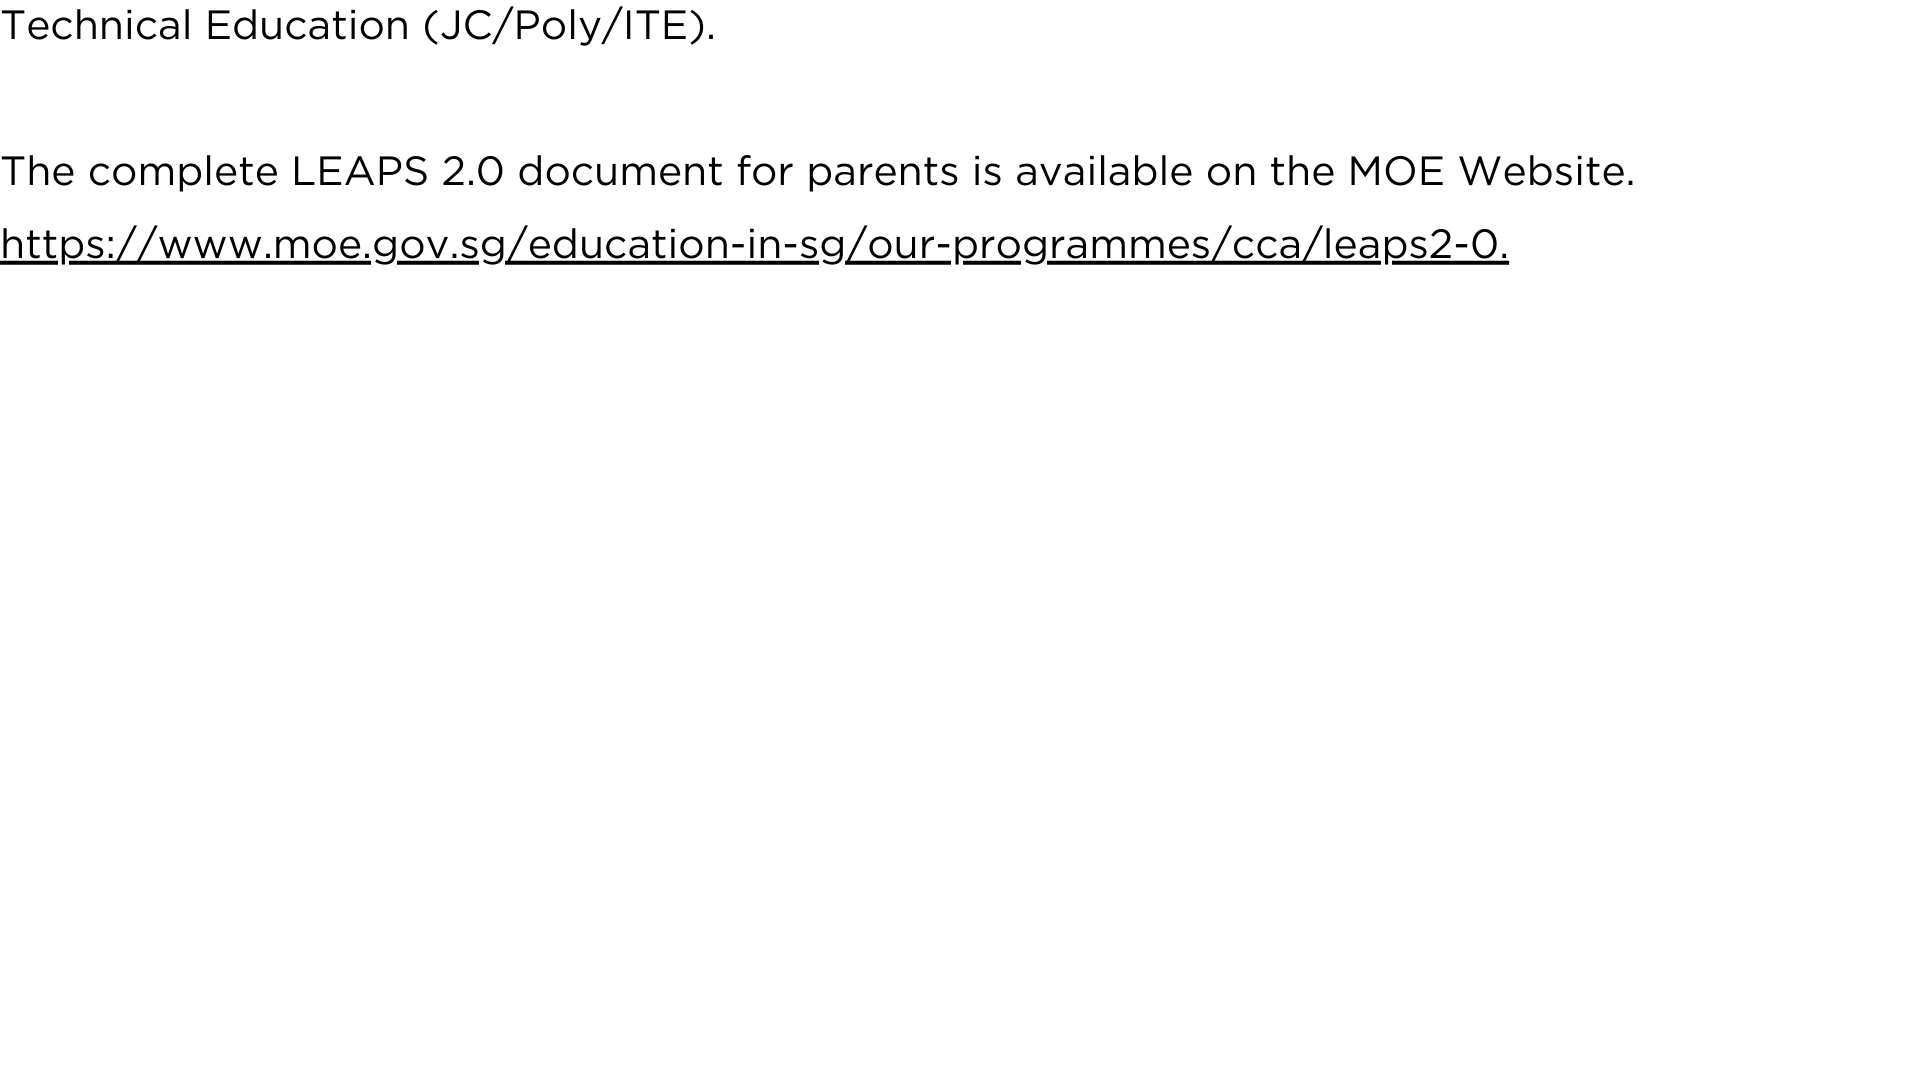 Technical Education (JC/Poly/ITE).
The complete LEAPS 2.0 document for parents is available on the MOE Website.
https://www.moe.gov.sg/education-in-sg/our-programmes/cca/leaps2-0.